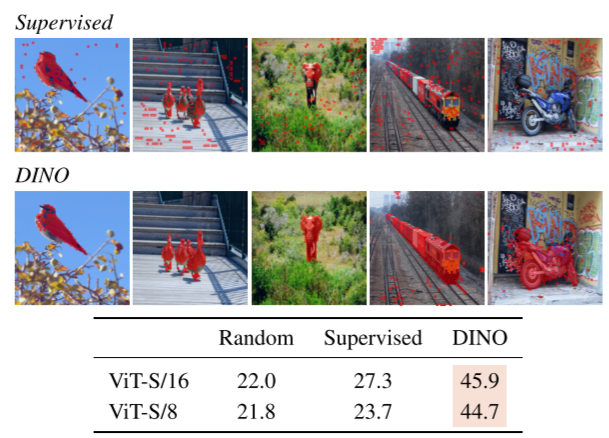 Supervised
DINO
Random Supervised DINO
ViT-S/16 22.0 27.3 45.9
ViT-S/8 21.8 23.7 44.7